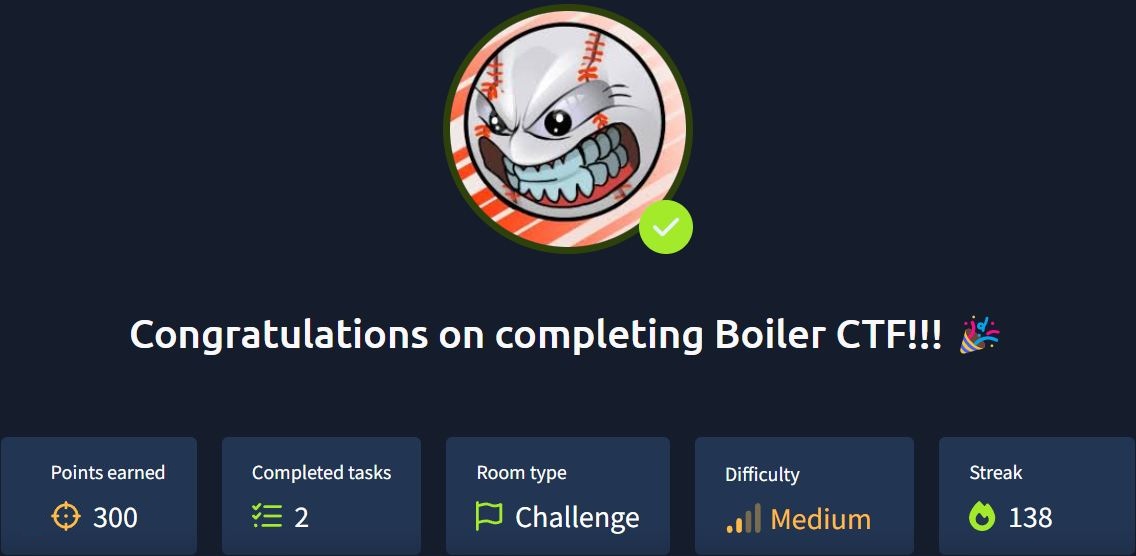 Congratulations on completing Boiler CTF!!! 🎉
Points earned
300
Completed tasks
2
Room type
Challenge
Difficulty
Medium
Streak
138